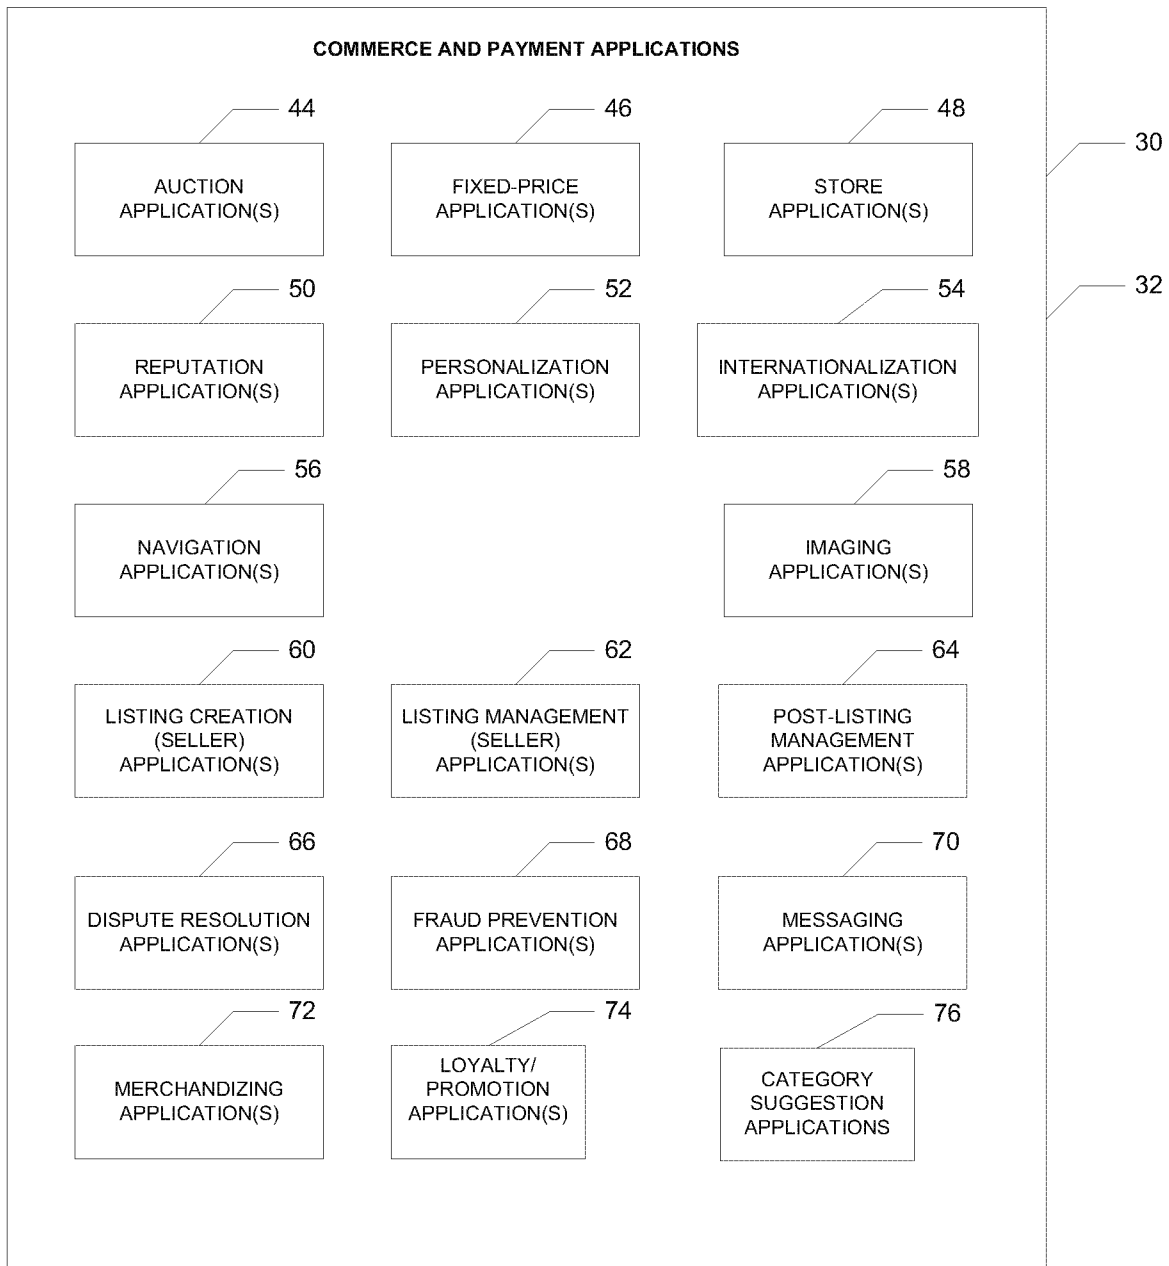 COMMERCE AND PAYMENT APPLICATIONS
44
46
48
30
AUCTION
APPLICATION(S)
FIXED-PRICE
APPLICATION(S)
STORE
APPLICATION(S)
32
50
52
54
REPUTATION
APPLICATION(S)
PERSONALIZATION
APPLICATION(S)
INTERNATIONALIZATION
APPLICATION(S)
56
58
NAVIGATION
APPLICATION(S)
IMAGING
APPLICATION(S)
60
62
64
LISTING CREATION
(SELLER)
APPLICATION(S)
LISTING MANAGEMENT
(SELLER)
APPLICATION(S)
POST-LISTING
MANAGEMENT
APPLICATION(S)
66
68
70
DISPUTE RESOLUTION
APPLICATION(S)
FRAUD PREVENTION
APPLICATION(S)
MESSAGING
APPLICATION(S)
72
74
76
MERCHANDIZING
APPLICATION(S)
LOYALTY/
PROMOTION
APPLICATION(S)
CATEGORY
SUGGESTION
APPLICATIONS